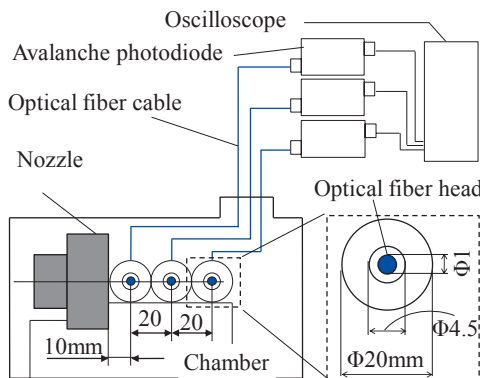 Oscilloscope
Avalanche photodiode
Optical fiber cable
Nozzle
Optical fiber head
Φ1
20
20
Φ4.5
10mm
Chamber
Φ20mm